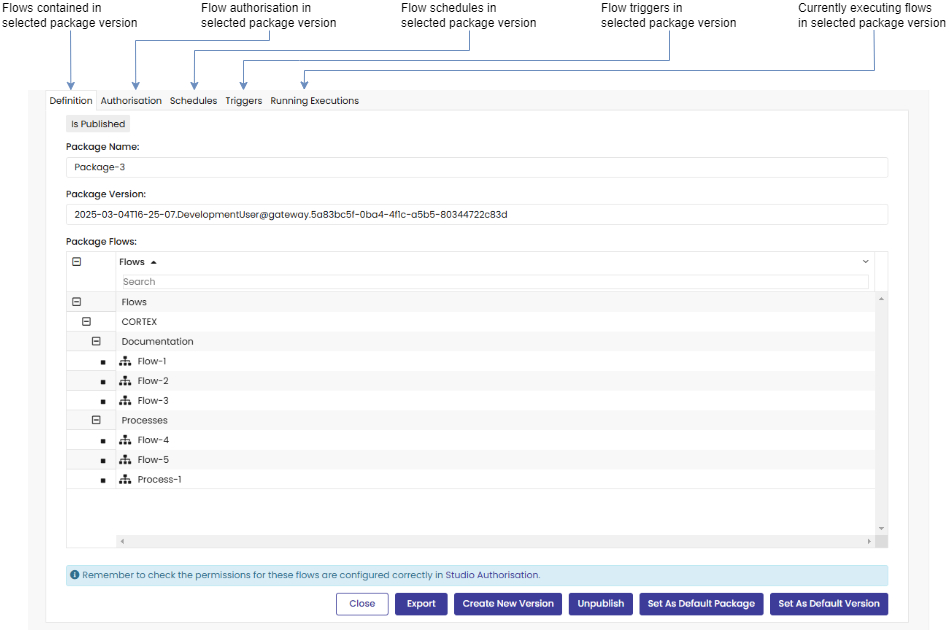 Flows contained in
selected package version
Flow authorisation in
selected package version
Flow schedules in
selected package version
Flow triggers in
selected package version
Currently executing flows
in selected package version
Definition Authorisation Schedules Triggers Running Executions
Is Published
Package Name:
Package-3
Package Version:
2025-03-04T16-25-07.DevelopmentUser@gateway.5a83bc5f-0ba4-4f1c-a5b5-80344722c83d
Package Flows:
Flows
Search
Flows
CORTEX
Documentation
Flow-1
Flow-2
Flow-3
Processes
Flow-4
Flow-5
Process-1
Remember to check the permissions for these flows are configured correctly in Studio Authorisation.
Close Export Create New Version Unpublish Set As Default Package Set As Default Version